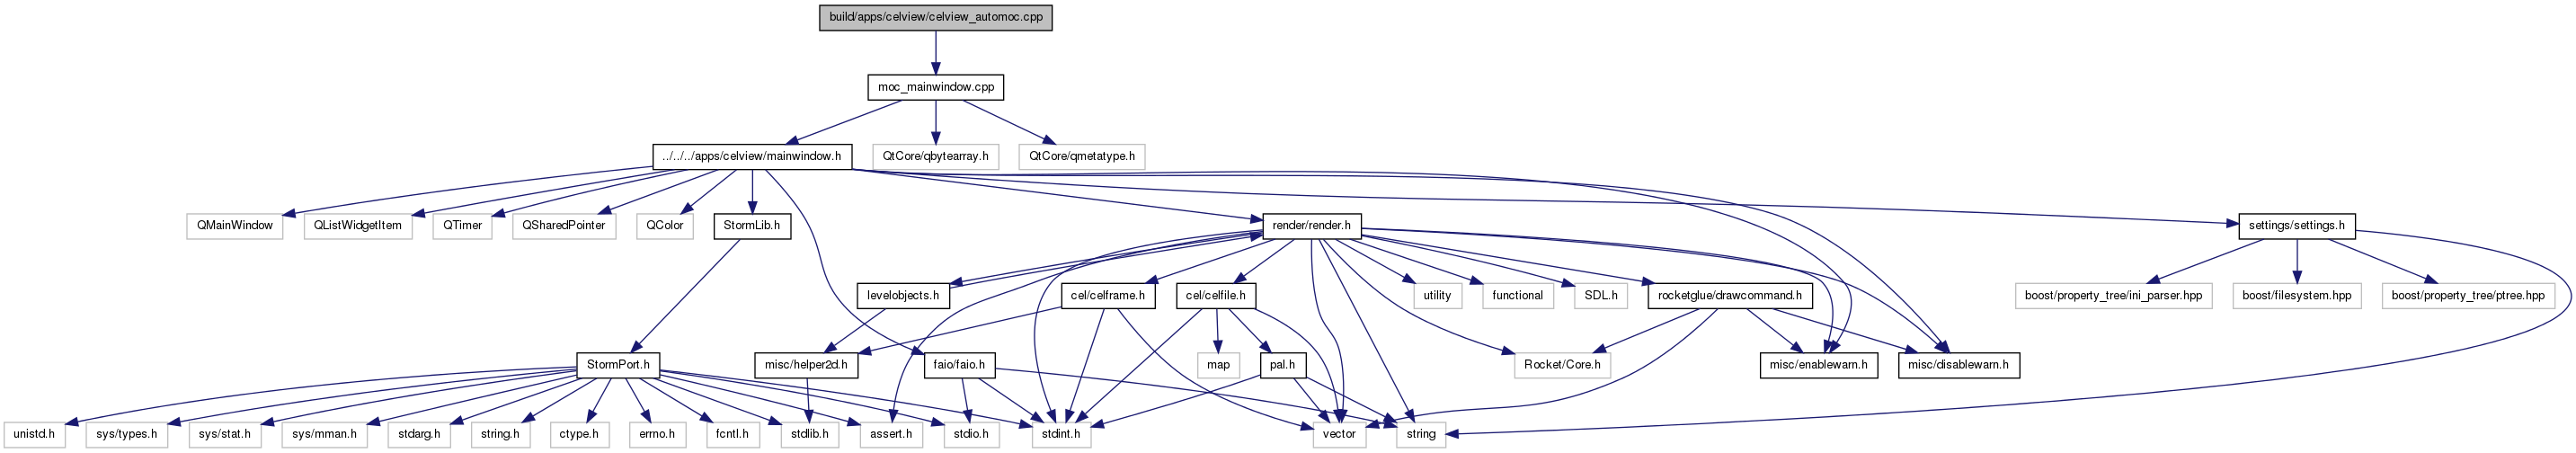 build/apps/celview/celview_automoc.cpp
moc_mainwindow.cpp
../../../apps/celview/mainwindow.h
QtCore/qbytearray.h
QtCore/qmetatype.h
QMainWindow
QListWidgetItem
QTimer
QSharedPointer
QColor
StormLib.h
render/render.h
settings/settings.h
levelobjects.h
cel/celframe.h
cel/celfile.h
utility
functional
SDL.h
rocketglue/drawcommand.h
boost/property_tree/ini_parser.hpp
boost/filesystem.hpp
boost/property_tree/ptree.hpp
StormPort.h
misc/helper2d.h
faio/faio.h
map
pal.h
Rocket/Core.h
misc/enablewarn.h
misc/disablewarn.h
unistd.h
sys/types.h
sys/stat.h
sys/mman.h
stdarg.h
string.h
ctype.h
errno.h
fcntl.h
stdlib.h
assert.h
stdio.h
stdint.h
vector
string